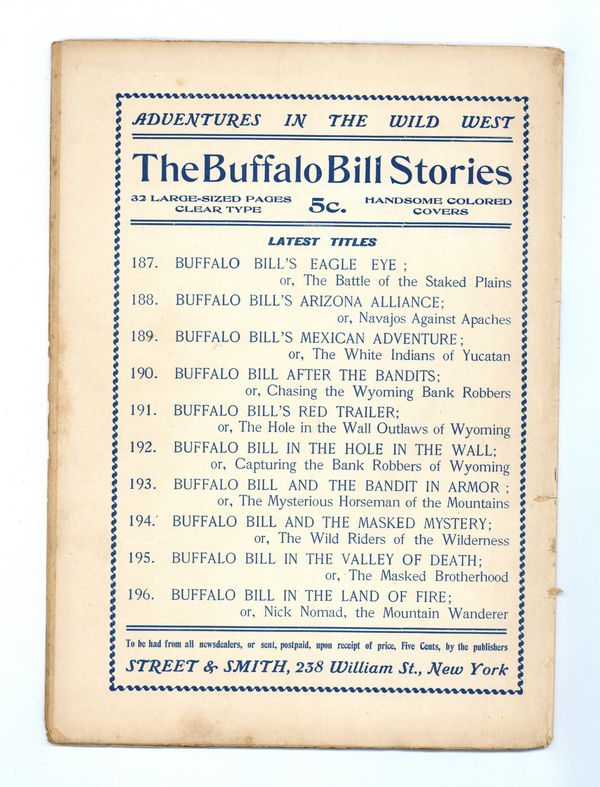 ADVENTURES IN THE WILD WEST
The Buffalo Bill Stories
32 LARGE-SIZED PAGES
CLEAR TYPE
5c.
HANDSOME COLORED
COVERS
LATEST TITLES
187. BUFFALO BILL'S EAGLE EYE;
or, The Battle of the Staked Plains
188. BUFFALO BILL'S ARIZONA ALLIANCE;
or, Navajos Against Apaches
189. BUFFALO BILL'S MEXICAN ADVENTURE;
or, The White Indians of Yucatan
190. BUFFALO BILL AFTER THE BANDITS;
or, Chasing the Wyoming Bank Robbers
191. BUFFALO BILL'S RED TRAILER;
or, The Hole in the Wall Outlaws of Wyoming
192. BUFFALO BILL IN THE HOLE IN THE WALL;
or, Capturing the Bank Robbers of Wyoming
193. BUFFALO BILL AND THE BANDIT IN ARMOR;
or, The Mysterious Horseman of the Mountains
194. BUFFALO BILL AND THE MASKED MYSTERY;
or, The Wild Riders of the Wilderness
195. BUFFALO BILL IN THE VALLEY OF DEATH;
or, The Masked Brotherhood
196. BUFFALO BILL IN THE LAND OF FIRE;
or, Nick Nomad, the Mountain Wanderer
To be had from all newsdealers, or sent, postpaid, upon receipt of price, Five Cents, by the publishers
STREET & SMITH, 238 William St., New York